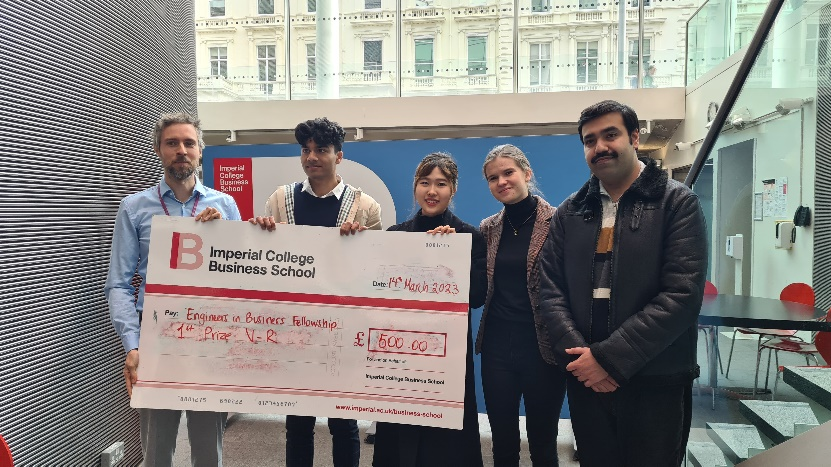 Imperial College
Business
School
Imperial College
Business School
Date: 14th March 2023
Pay: Engineers in Business Fellowship
1st Prize V-Ri
£ 500.00
Imperial College Business School
www.imperial.ac.uk/business-school